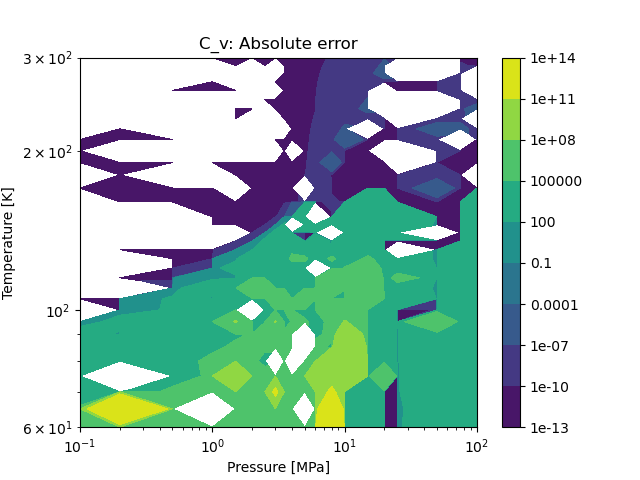 C_v: Absolute error
Temperature [K]
3 × 10²
2 × 10²
10²
6 × 10¹
10⁻¹ 10⁰ 10¹ 10²
Pressure [MPa]
1e+14
1e+11
1e+08
100000
100
0.1
0.0001
1e-07
1e-10
1e-13